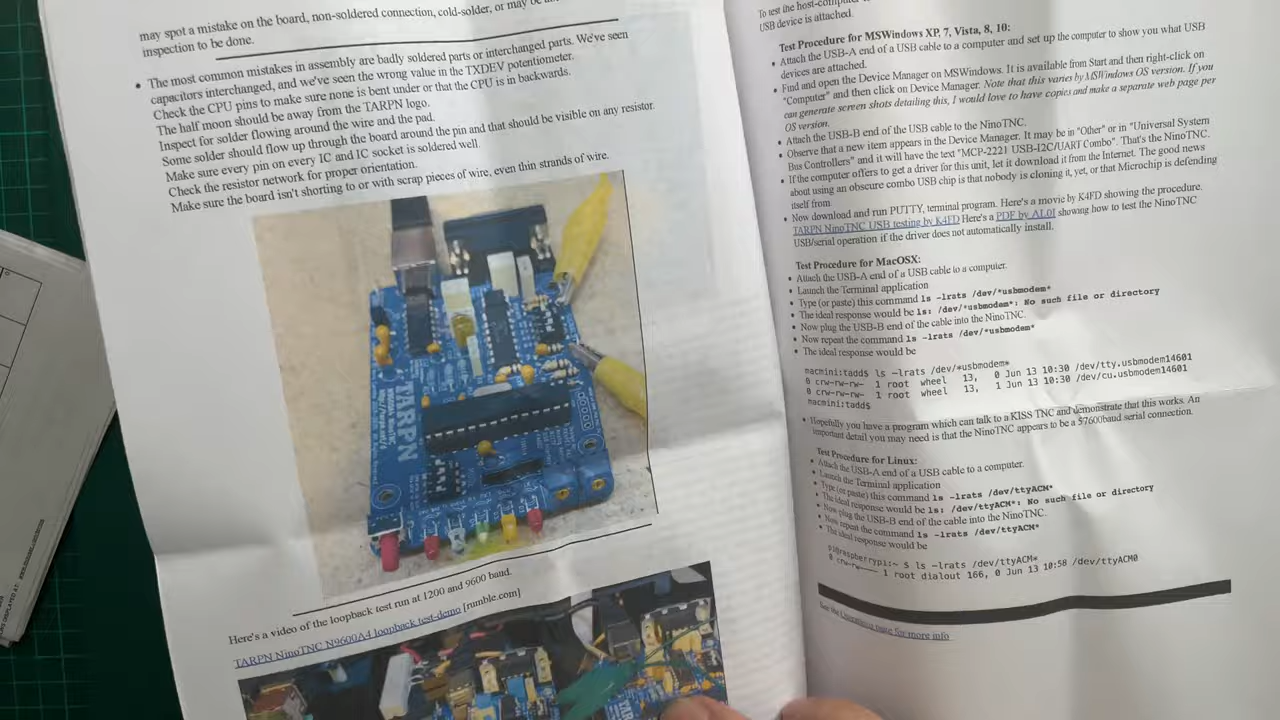 may spot a mistake on the board, non-soldered connection, cold-solder, or may be
inspection to be done.
• The most common mistakes in assembly are badly soldered parts or interchanged parts. We've seen
capacitors interchanged, and we've seen the wrong value in the TXDEV potentiometer.
Check the CPU pins to make sure none is bent under or that the CPU is in backwards.
The half moon should be away from the TARPN logo.
Inspect for solder flowing around the wire and the pad.
Some solder should flow up through the board around the pin and that should be visible on any resistor.
Make sure every pin on every IC and IC socket is soldered well.
Check the resistor network for proper orientation.
Make sure the board isn't shorting to or with scrap pieces of wire, even thin strands of wire.
TARPN
Here's a video of the loopback test run at 1200 and 9600 baud.
TARPN NinoTNC N9600A4 loopback test-demo [rumble.com]
TARPN
To test the host-computer
USB device is attached.
Test Procedure for MSWindows XP, 7, Vista, 8, 10:
• Attach the USB-A end of a USB cable to a computer and set up the computer to show you what USB
devices are attached.
• Find and open the Device Manager on MSWindows. It is available from Start and then right-click on
"Computer" and then click on Device Manager. Note that this varies by MSWindows OS version. If you
can generate screen shots detailing this, I would love to have copies and make a separate web page per
OS version.
• Attach the USB-B end of the USB cable to the NinoTNC.
• Observe that a new item appears in the Device Manager. It may be in "Other" or in "Universal System
Bus Controllers" and it will have the text "MCP-2221 USB-I2C/UART Combo". That's the NinoTNC.
• If the computer offers to get a driver for this unit, let it download it from the Internet. The good news
about using an obscure combo USB chip is that nobody is cloning it, yet, or that Microchip is defending
itself from
• Now download and run PUTTY, terminal program. Here's a movie by K4FD showing the procedure.
TARPN NinoTNC USB testing by K4FD Here's a PDF by AL0I showing how to test the NinoTNC
USB/serial operation if the driver does not automatically install.
Test Procedure for MacOSX:
• Attach the USB-A end of a USB cable to a computer.
• Launch the Terminal application
• Type (or paste) this command ls -lrats /dev/*usbmodem*
• The ideal response would be ls: /dev/*usbmodem*: No such file or directory
• Now plug the USB-B end of the cable into the NinoTNC.
• Now repeat the command ls -lrats /dev/*usbmodem*
• The ideal response would be
macmini:tadd$ ls -lrats /dev/*usbmodem*
0 crw-rw-rw- 1 root wheel 13, 0 Jun 13 10:30 /dev/tty.usbmodem14601
0 crw-rw-rw- 1 root wheel 13, 1 Jun 13 10:30 /dev/cu.usbmodem14601
macmini:tadd$
• Hopefully you have a program which can talk to a KISS TNC and demonstrate that this works. An
important detail you may need is that the NinoTNC appears to be a 57600baud serial connection.
Test Procedure for Linux:
• Attach the USB-A end of a USB cable to a computer.
• Launch the Terminal application
• Type (or paste) this command ls -lrats /dev/ttyACM*
• The ideal response would be ls: /dev/ttyACM*: No such file or directory
• Now plug the USB-B end of the cable into the NinoTNC.
• Now repeat the command ls -lrats /dev/ttyACM*
• The ideal response would be
pi@raspberrypi:~ $ ls -lrats /dev/ttyACM*
0 crw-rw---- 1 root dialout 166, 0 Jun 13 10:58 /dev/ttyACM0
See the Operating page for more info